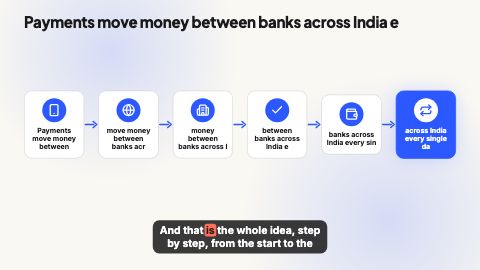 Payments move money between banks across India e
Payments
move money
between
move money
between
banks acr
money
between
banks across I
between
banks across
India e
banks across
India every sin
across India
every single
da
And that is the whole idea, step
by step, from the start to the